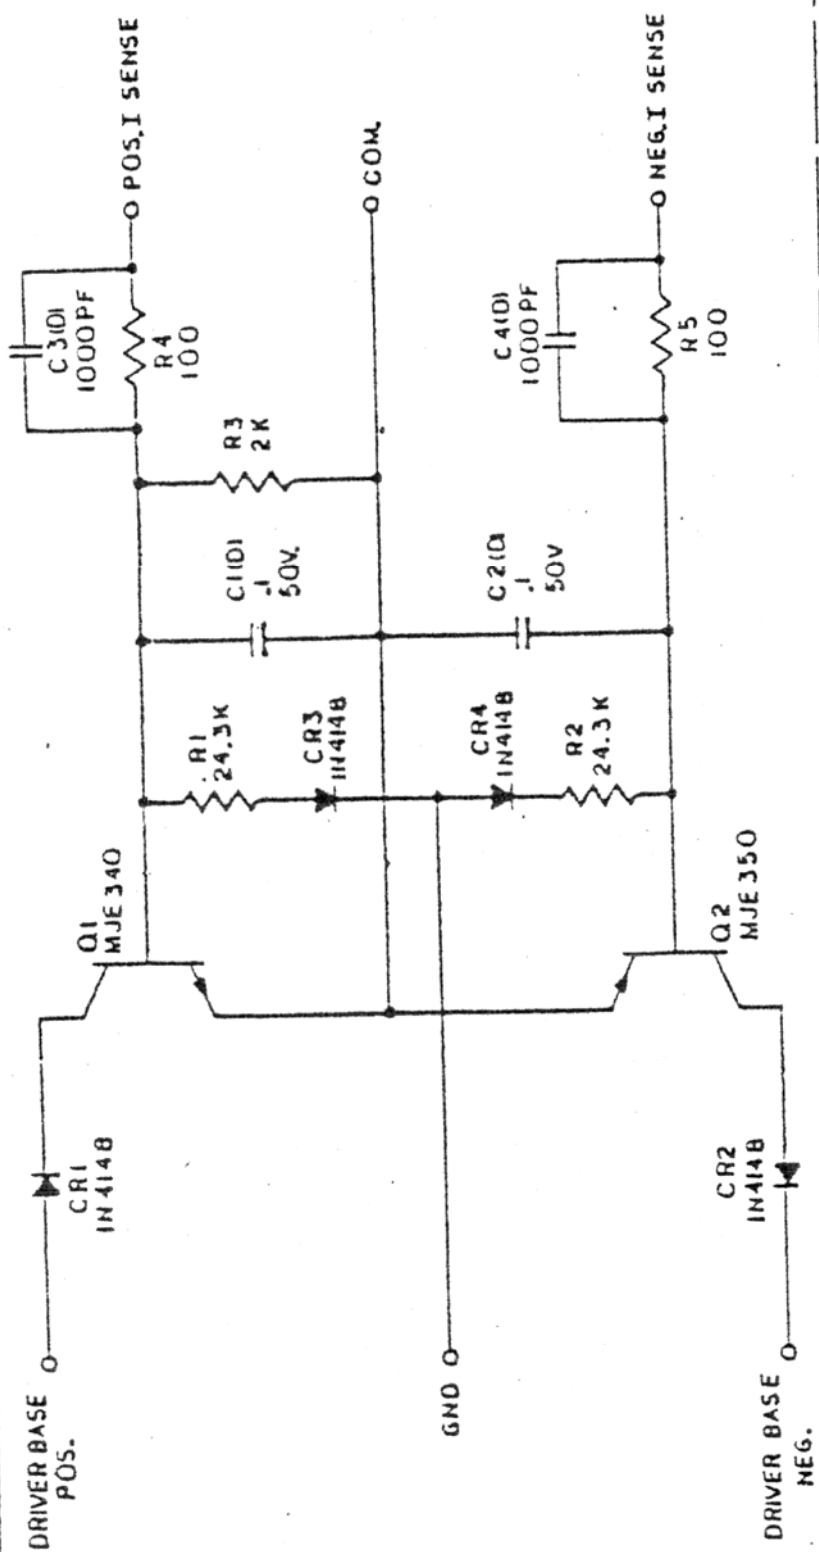 DRIVER BASE
POS.
CR1
1N4148
Q1
MJE340
R1
24.3K
CR3
1N4148
C1(D)
.1
50V.
R3
2K
C3(D)
1000PF
R4
100
POS. I SENSE
COM.
GND
CR4
1N4148
R2
24.3K
C2(D)
.1
50V
C4(D)
1000PF
R5
100
NEG. I SENSE
Q2
MJE350
CR2
1N4148
DRIVER BASE
NEG.